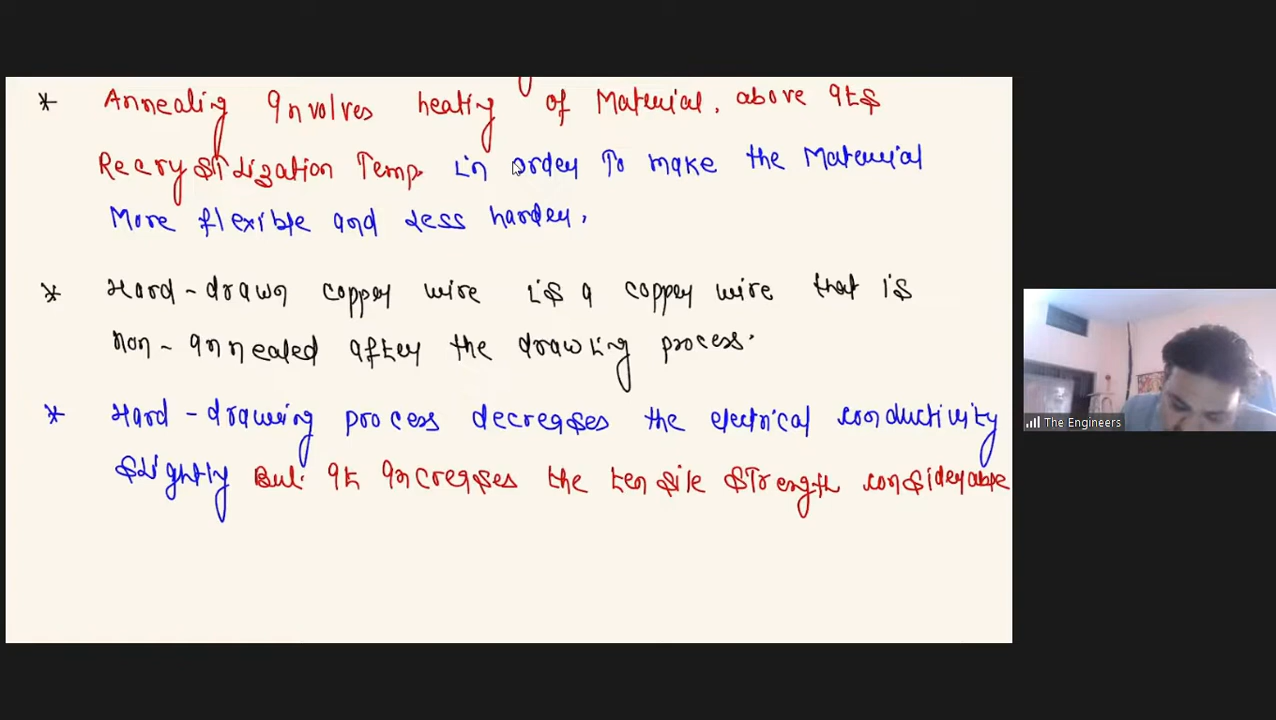 * Annealing involves heating of Material, above its
Recrystalization Temp. in order To make the Material
More flexible and Less harder.
* Hard-drawn copper wire is a copper wire that is
non-annealed after the drawing process.
* Hard-drawing process decreases the electrical conductivity
slightly But it increases the tensile strength considerable
The Engineers